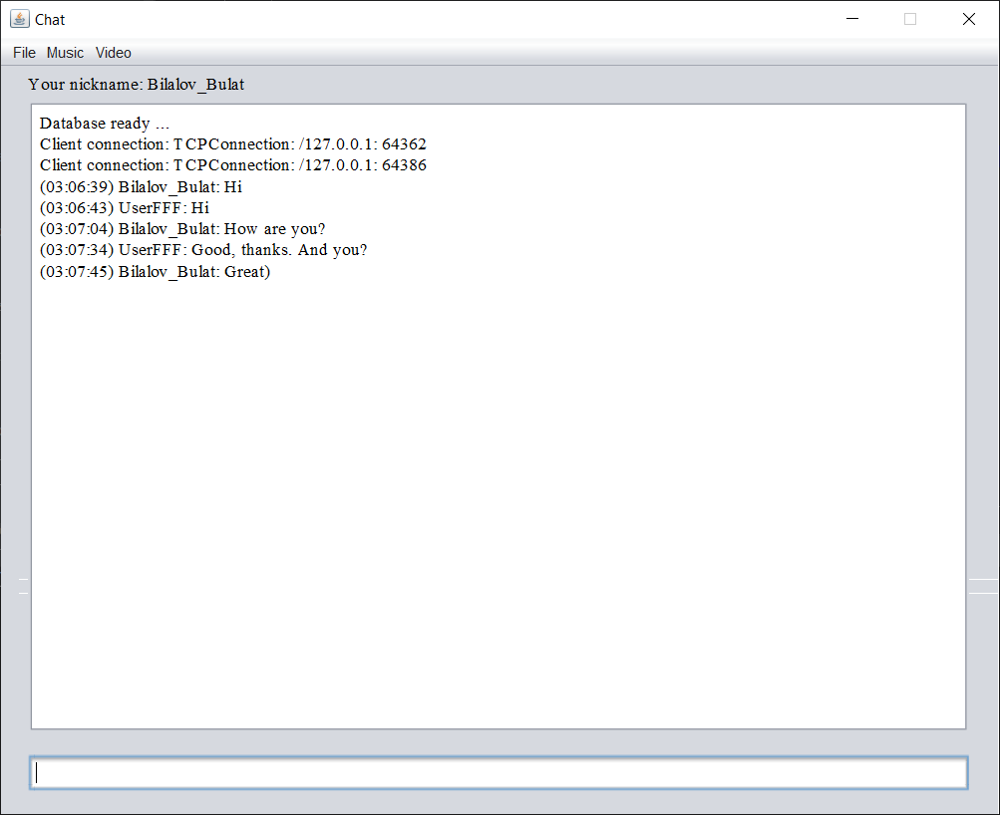 Chat
File Music Video
Your nickname: Bilalov_Bulat
Database ready ...
Client connection: TCPConnection: /127.0.0.1: 64362
Client connection: TCPConnection: /127.0.0.1: 64386
(03:06:39) Bilalov_Bulat: Hi
(03:06:43) UserFFF: Hi
(03:07:04) Bilalov_Bulat: How are you?
(03:07:34) UserFFF: Good, thanks. And you?
(03:07:45) Bilalov_Bulat: Great)